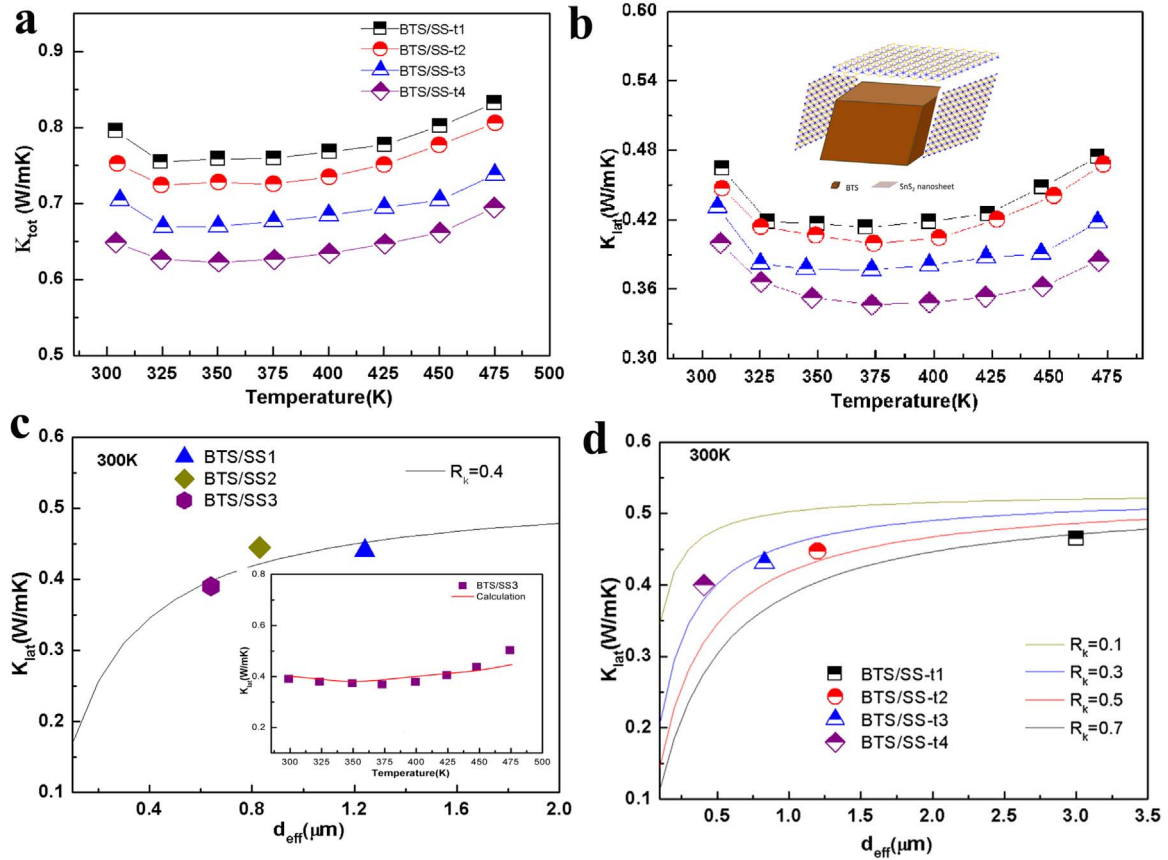 a
BTS/SS-t1
BTS/SS-t2
BTS/SS-t3
BTS/SS-t4
0.9
0.8
0.7
0.6
0.5
K_tot (W/mK)
300 325 350 375 400 425 450 475 500
Temperature(K)
b
0.60
0.54
0.48
0.42
0.36
0.30
K_lat(W/mK)
BTS SnS₂ nanosheet
300 325 350 375 400 425 450 475
Temperature(K)
c
300K
BTS/SS1
BTS/SS2
BTS/SS3
R_k=0.4
0.6
0.5
0.4
0.3
0.2
0.1
K_lat(W/mK)
0.8
0.6
0.4
0.2
K_lat(W/mK)
BTS/SS3
Calculation
300 325 350 375 400 425 450 475 500
Temperature(K)
0.4 0.8 1.2 1.6 2.0
d_eff(μm)
d
300K
0.6
0.5
0.4
0.3
0.2
0.1
K_lat(W/mK)
BTS/SS-t1
BTS/SS-t2
BTS/SS-t3
BTS/SS-t4
R_k=0.1
R_k=0.3
R_k=0.5
R_k=0.7
0.5 1.0 1.5 2.0 2.5 3.0 3.5
d_eff(μm)